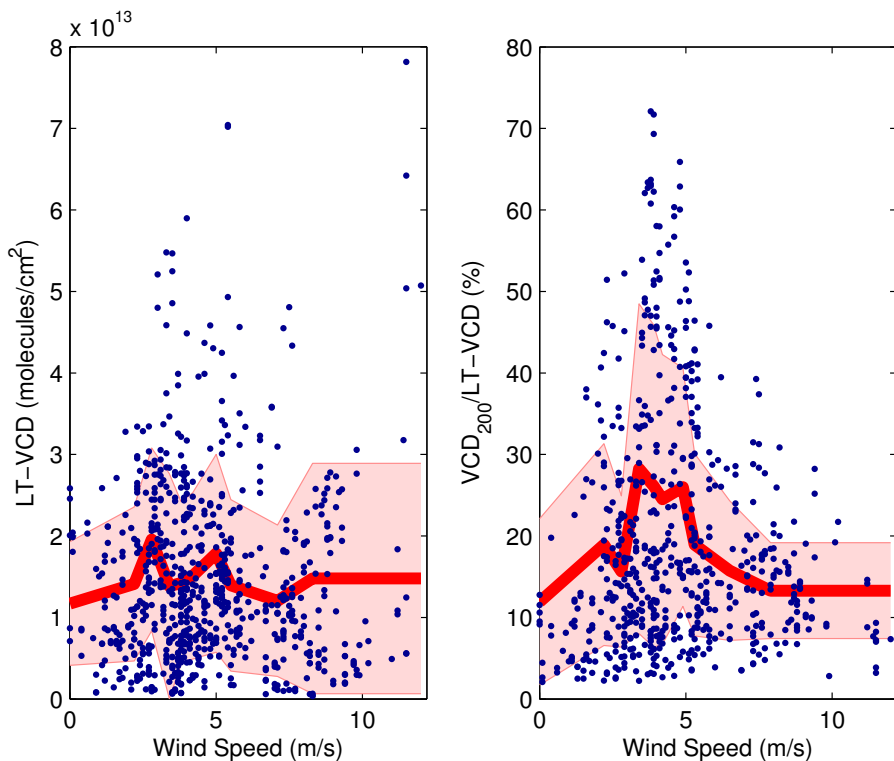 x 10^13
8
7
6
5
4
3
2
1
0
LT−VCD (molecules/cm^2)
0 5 10
Wind Speed (m/s)
80
70
60
50
40
30
20
10
0
VCD_200/LT−VCD (%)
0 5 10
Wind Speed (m/s)